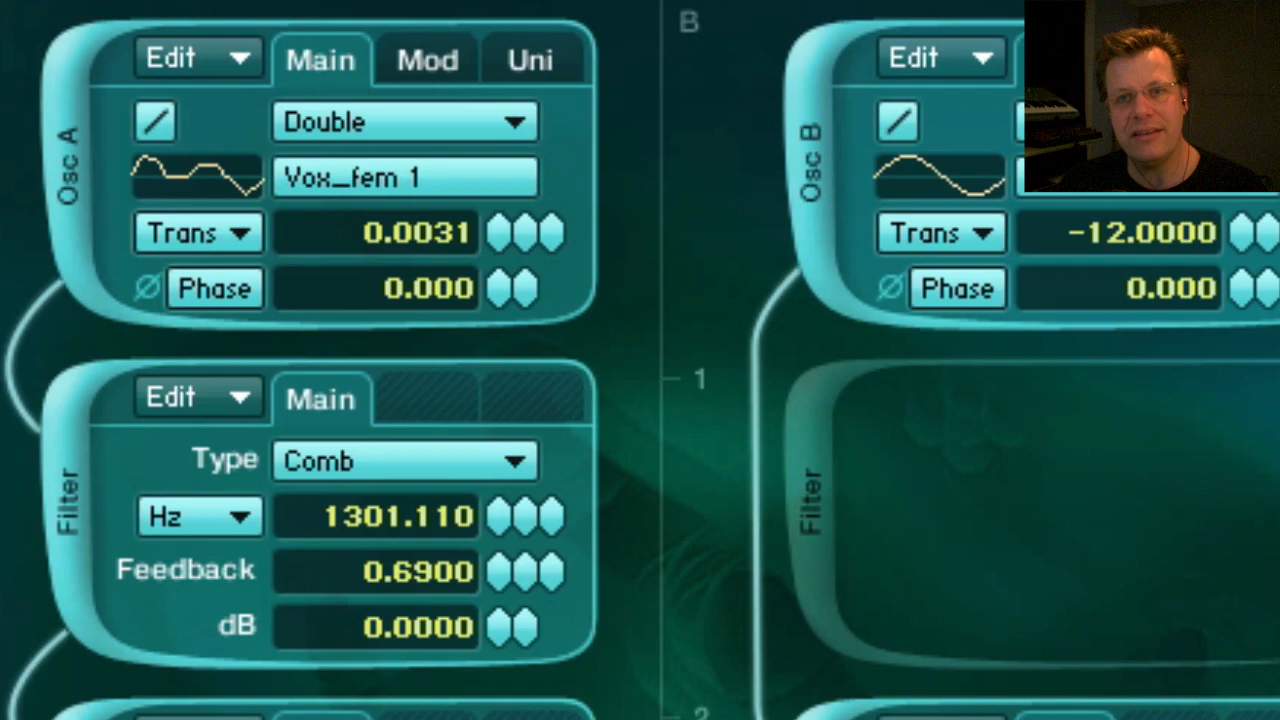 B
Edit Main Mod Uni
Osc A
Double
Vox_fem 1
Trans 0.0031
Phase 0.000
Edit
Osc B
Trans -12.0000
Phase 0.000
1
Edit Main
Filter
Type Comb
Hz 1301.110
Feedback 0.6900
dB 0.0000
Filter
2